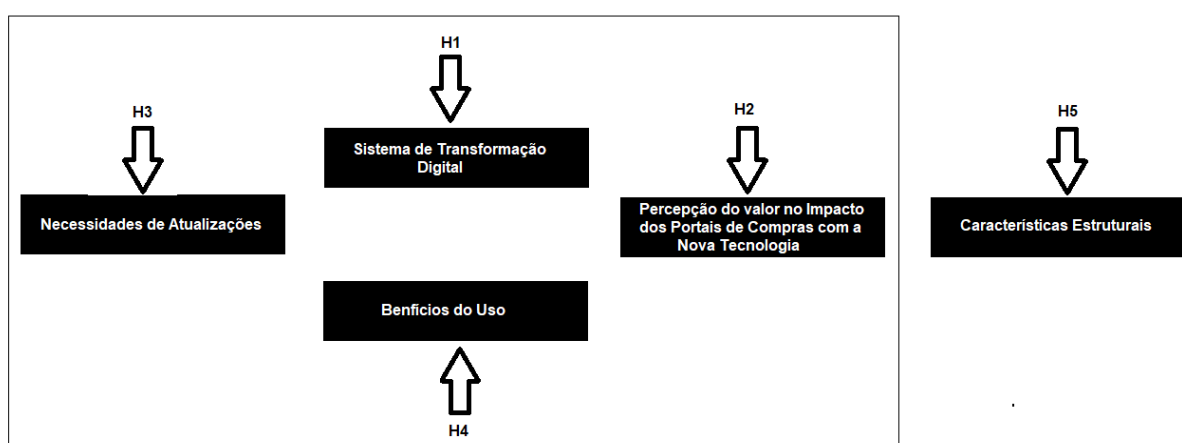 H1
H3
H2
H5
Sistema de Transformação
Digital
Necessidades de Atualizações
Percepção do valor no Impacto
dos Portais de Compras com a
Nova Tecnologia
Características Estruturais
Benfícios do Uso
H4